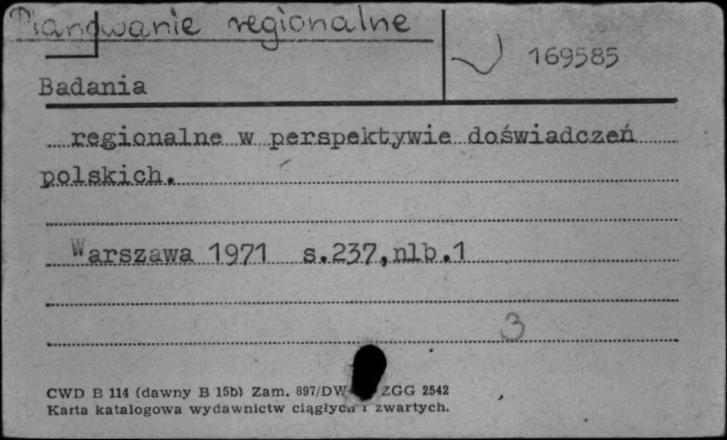 Planowanie regionalne
169585
Badania
regionalne w perspektywie doświadczeń
polskich.
Warszawa 1971 s.237,nlb.1
3
CWD B 114 (dawny B 15b) Zam. 897/DW ZGG 2542
Karta katalogowa wydawnictw ciągłych i zwartych.